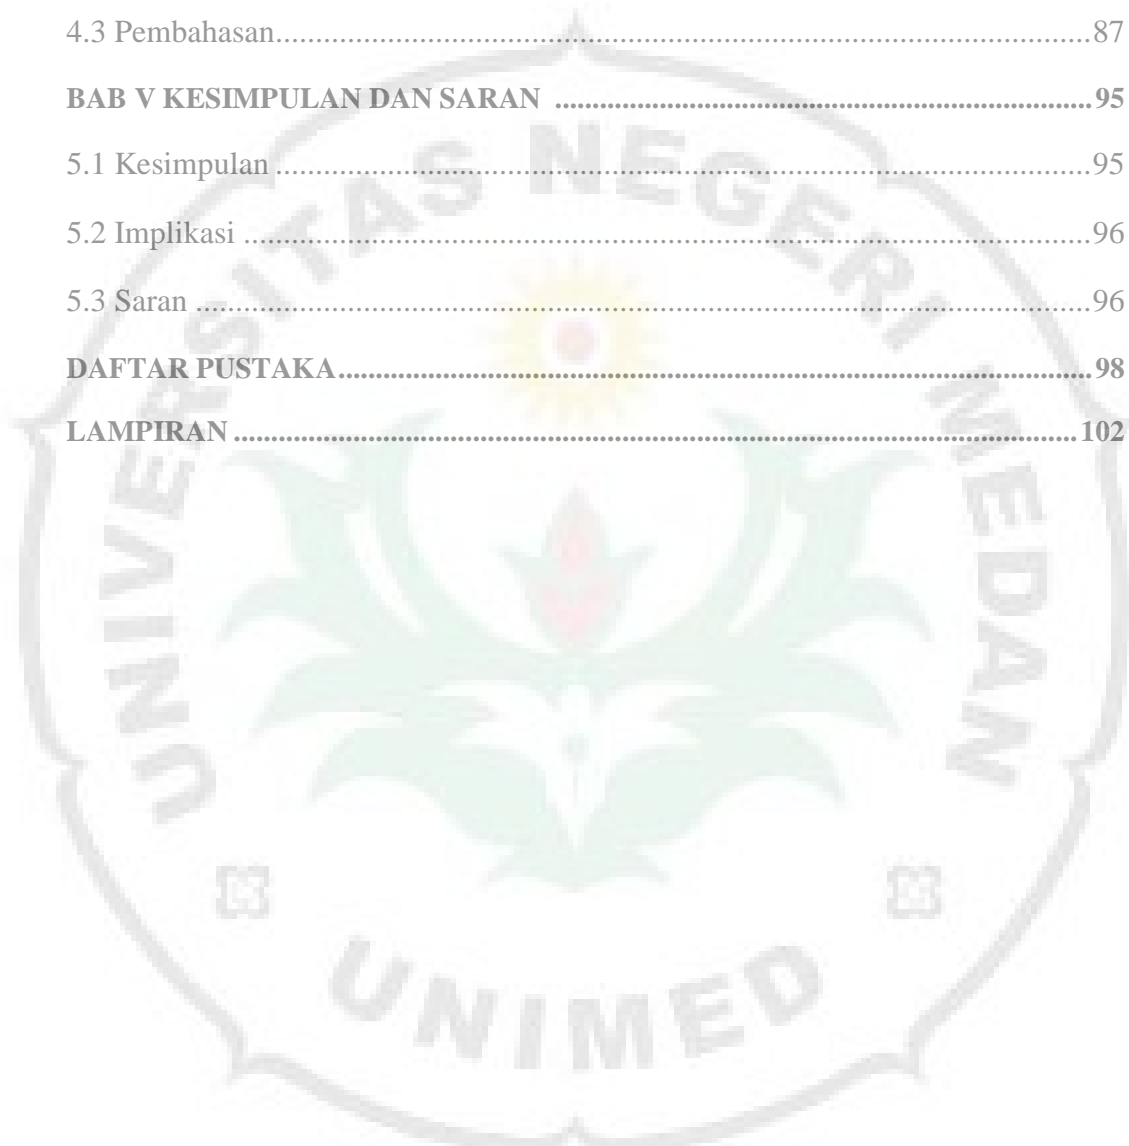 4.3 Pembahasan........................................................................................................87
BAB V KESIMPULAN DAN SARAN ........................................................................95
5.1 Kesimpulan ........................................................................................................95
5.2 Implikasi ...........................................................................................................96
5.3 Saran .................................................................................................................96
DAFTAR PUSTAKA....................................................................................................98
LAMPIRAN ................................................................................................................102
UNIVERSITAS NEGERI MEDAN
UNIMED